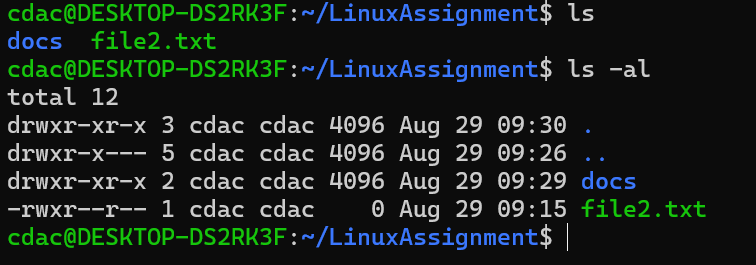 cdac@DESKTOP-DS2RK3F:~/LinuxAssignment$ ls
docs  file2.txt
cdac@DESKTOP-DS2RK3F:~/LinuxAssignment$ ls -al
total 12
drwxr-xr-x 3 cdac cdac 4096 Aug 29 09:30 .
drwxr-x--- 5 cdac cdac 4096 Aug 29 09:26 ..
drwxr-xr-x 2 cdac cdac 4096 Aug 29 09:29 docs
-rwxr--r-- 1 cdac cdac    0 Aug 29 09:15 file2.txt
cdac@DESKTOP-DS2RK3F:~/LinuxAssignment$